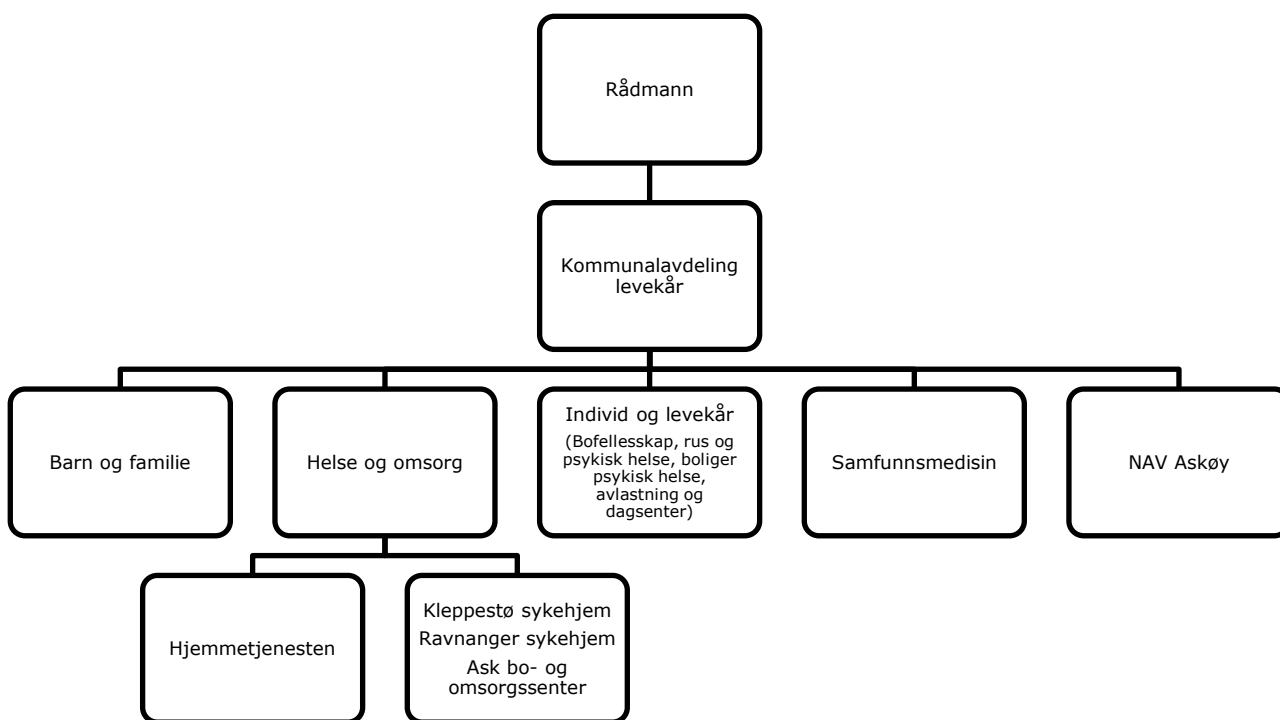 Rådmann
Kommunalavdeling
levekår
Barn og familie
Helse og omsorg
Individ og levekår
(Bofellesskap, rus og
psykisk helse, boliger
psykisk helse,
avlastning og
dagsenter)
Samfunnsmedisin
NAV Askøy
Hjemmetjenesten
Kleppestø sykehjem
Ravnanger sykehjem
Ask bo- og
omsorgssenter